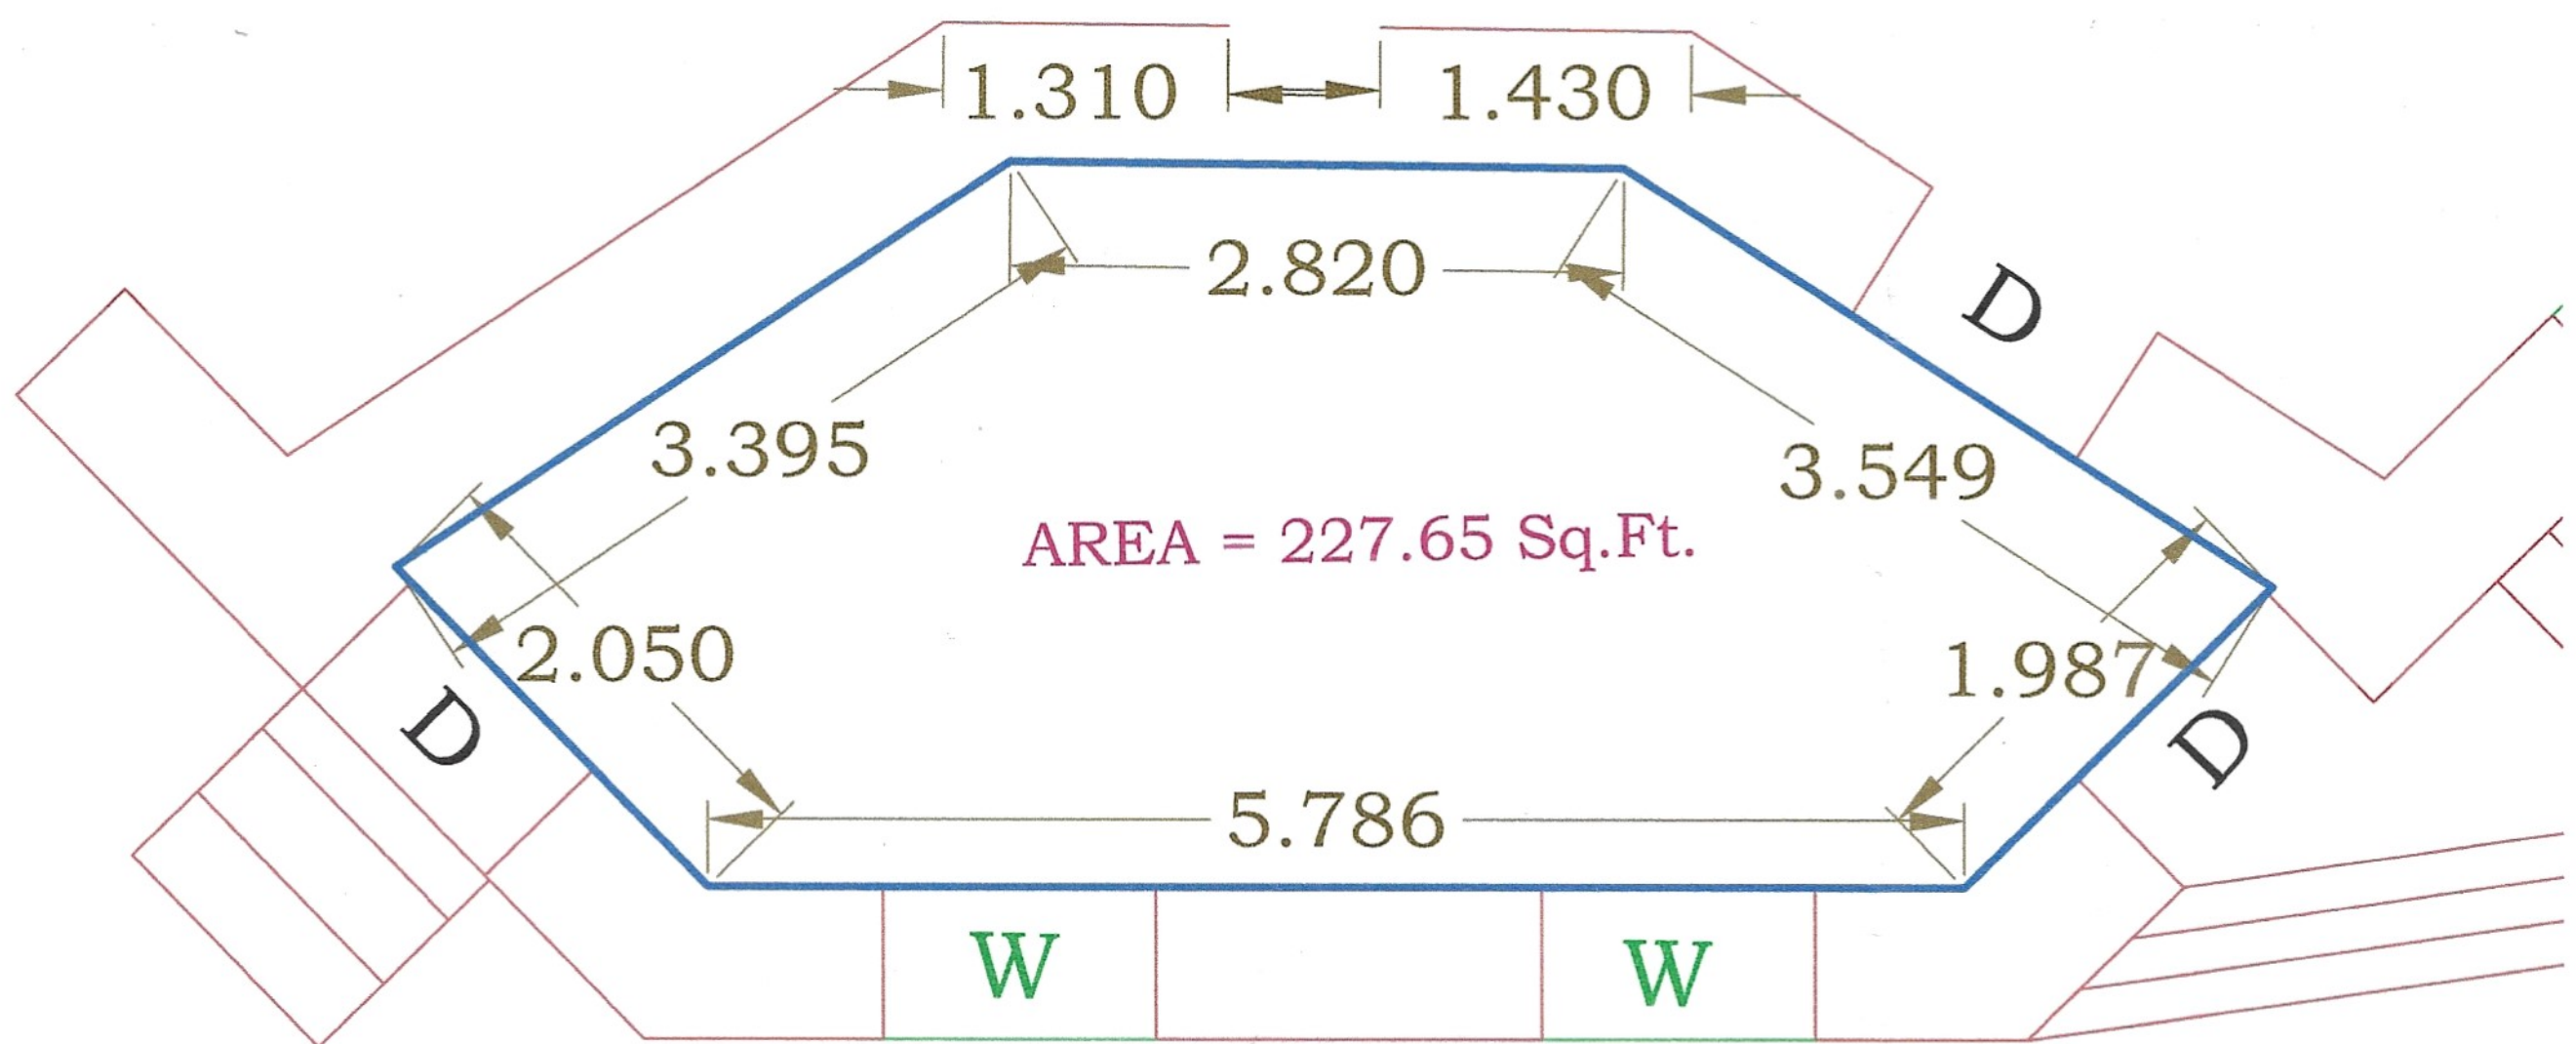 1.310
1.430
2.820
D
3.395
3.549
AREA = 227.65 Sq.Ft.
2.050
1.987
D
D
5.786
W
W